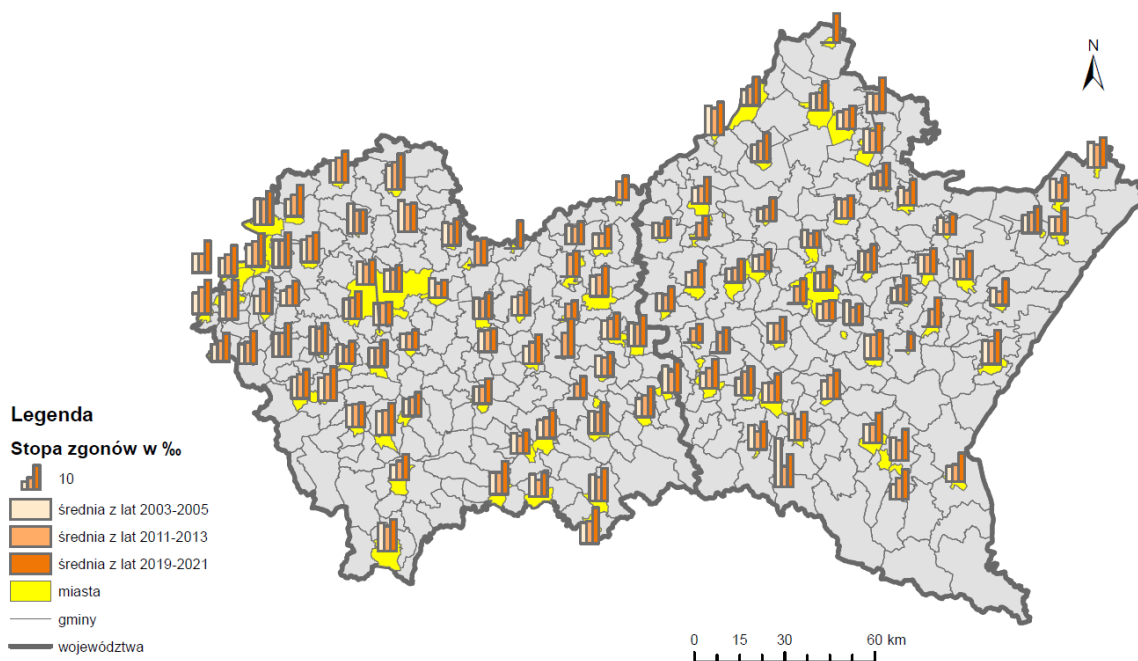 N
Legenda
Stopa zgonów w ‰
10
średnia z lat 2003-2005
średnia z lat 2011-2013
średnia z lat 2019-2021
miasta
gminy
województwa
0 15 30 60 km